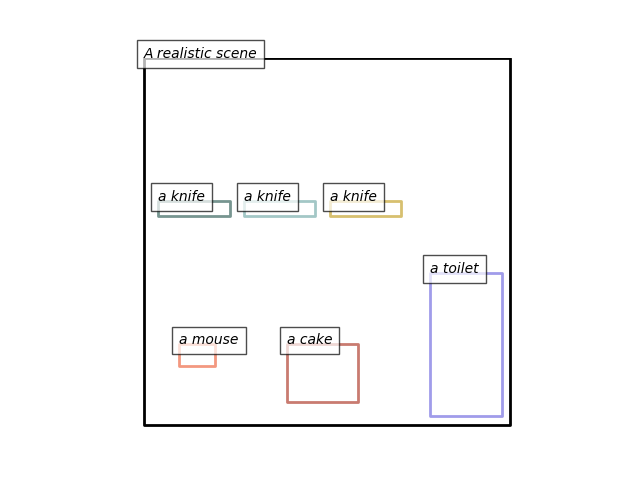 A realistic scene
a knife
a knife
a knife
a toilet
a mouse
a cake